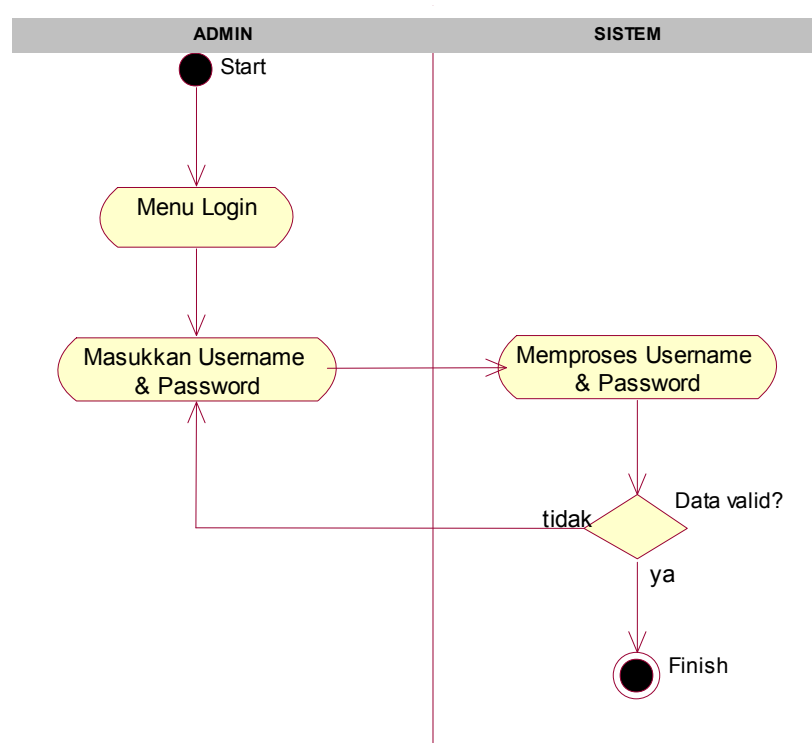 ADMIN
SISTEM
Start
Menu Login
Masukkan Username
& Password
Memproses Username
& Password
Data valid?
tidak
ya
Finish